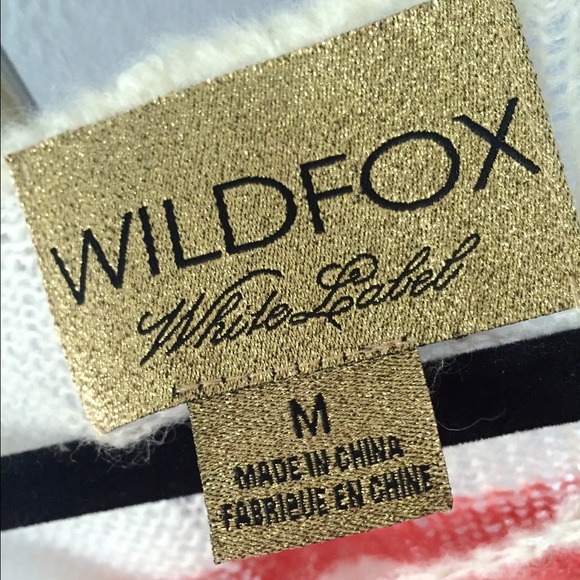 WILDFOX
White Label
M
MADE IN CHINA
FABRIQUE EN CHINE